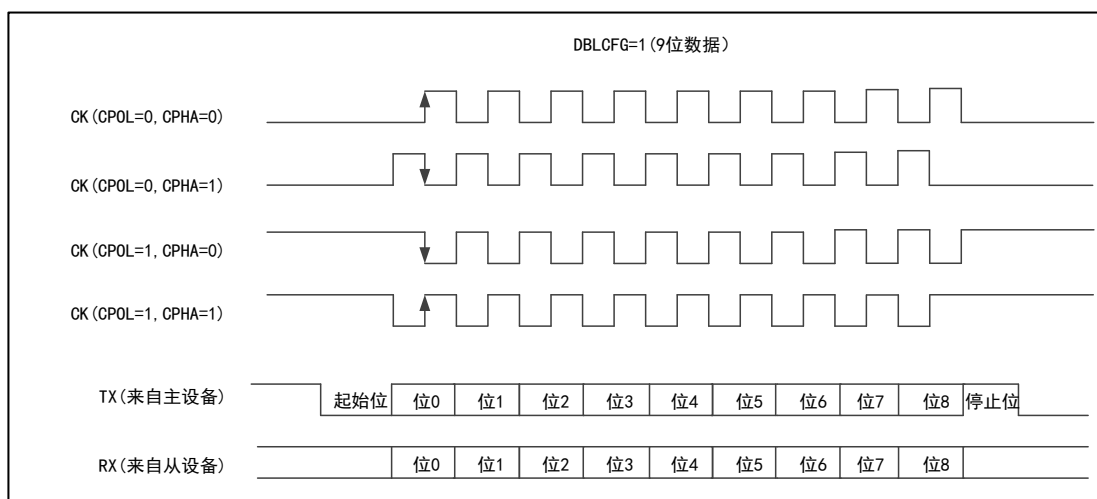 DBLCFG=1(9位数据)
CK(CPOL=0,CPHA=0)
CK(CPOL=0,CPHA=1)
CK(CPOL=1,CPHA=0)
CK(CPOL=1,CPHA=1)
TX(来自主设备) 起始位 位0 位1 位2 位3 位4 位5 位6 位7 位8 停止位
RX(来自从设备) 位0 位1 位2 位3 位4 位5 位6 位7 位8